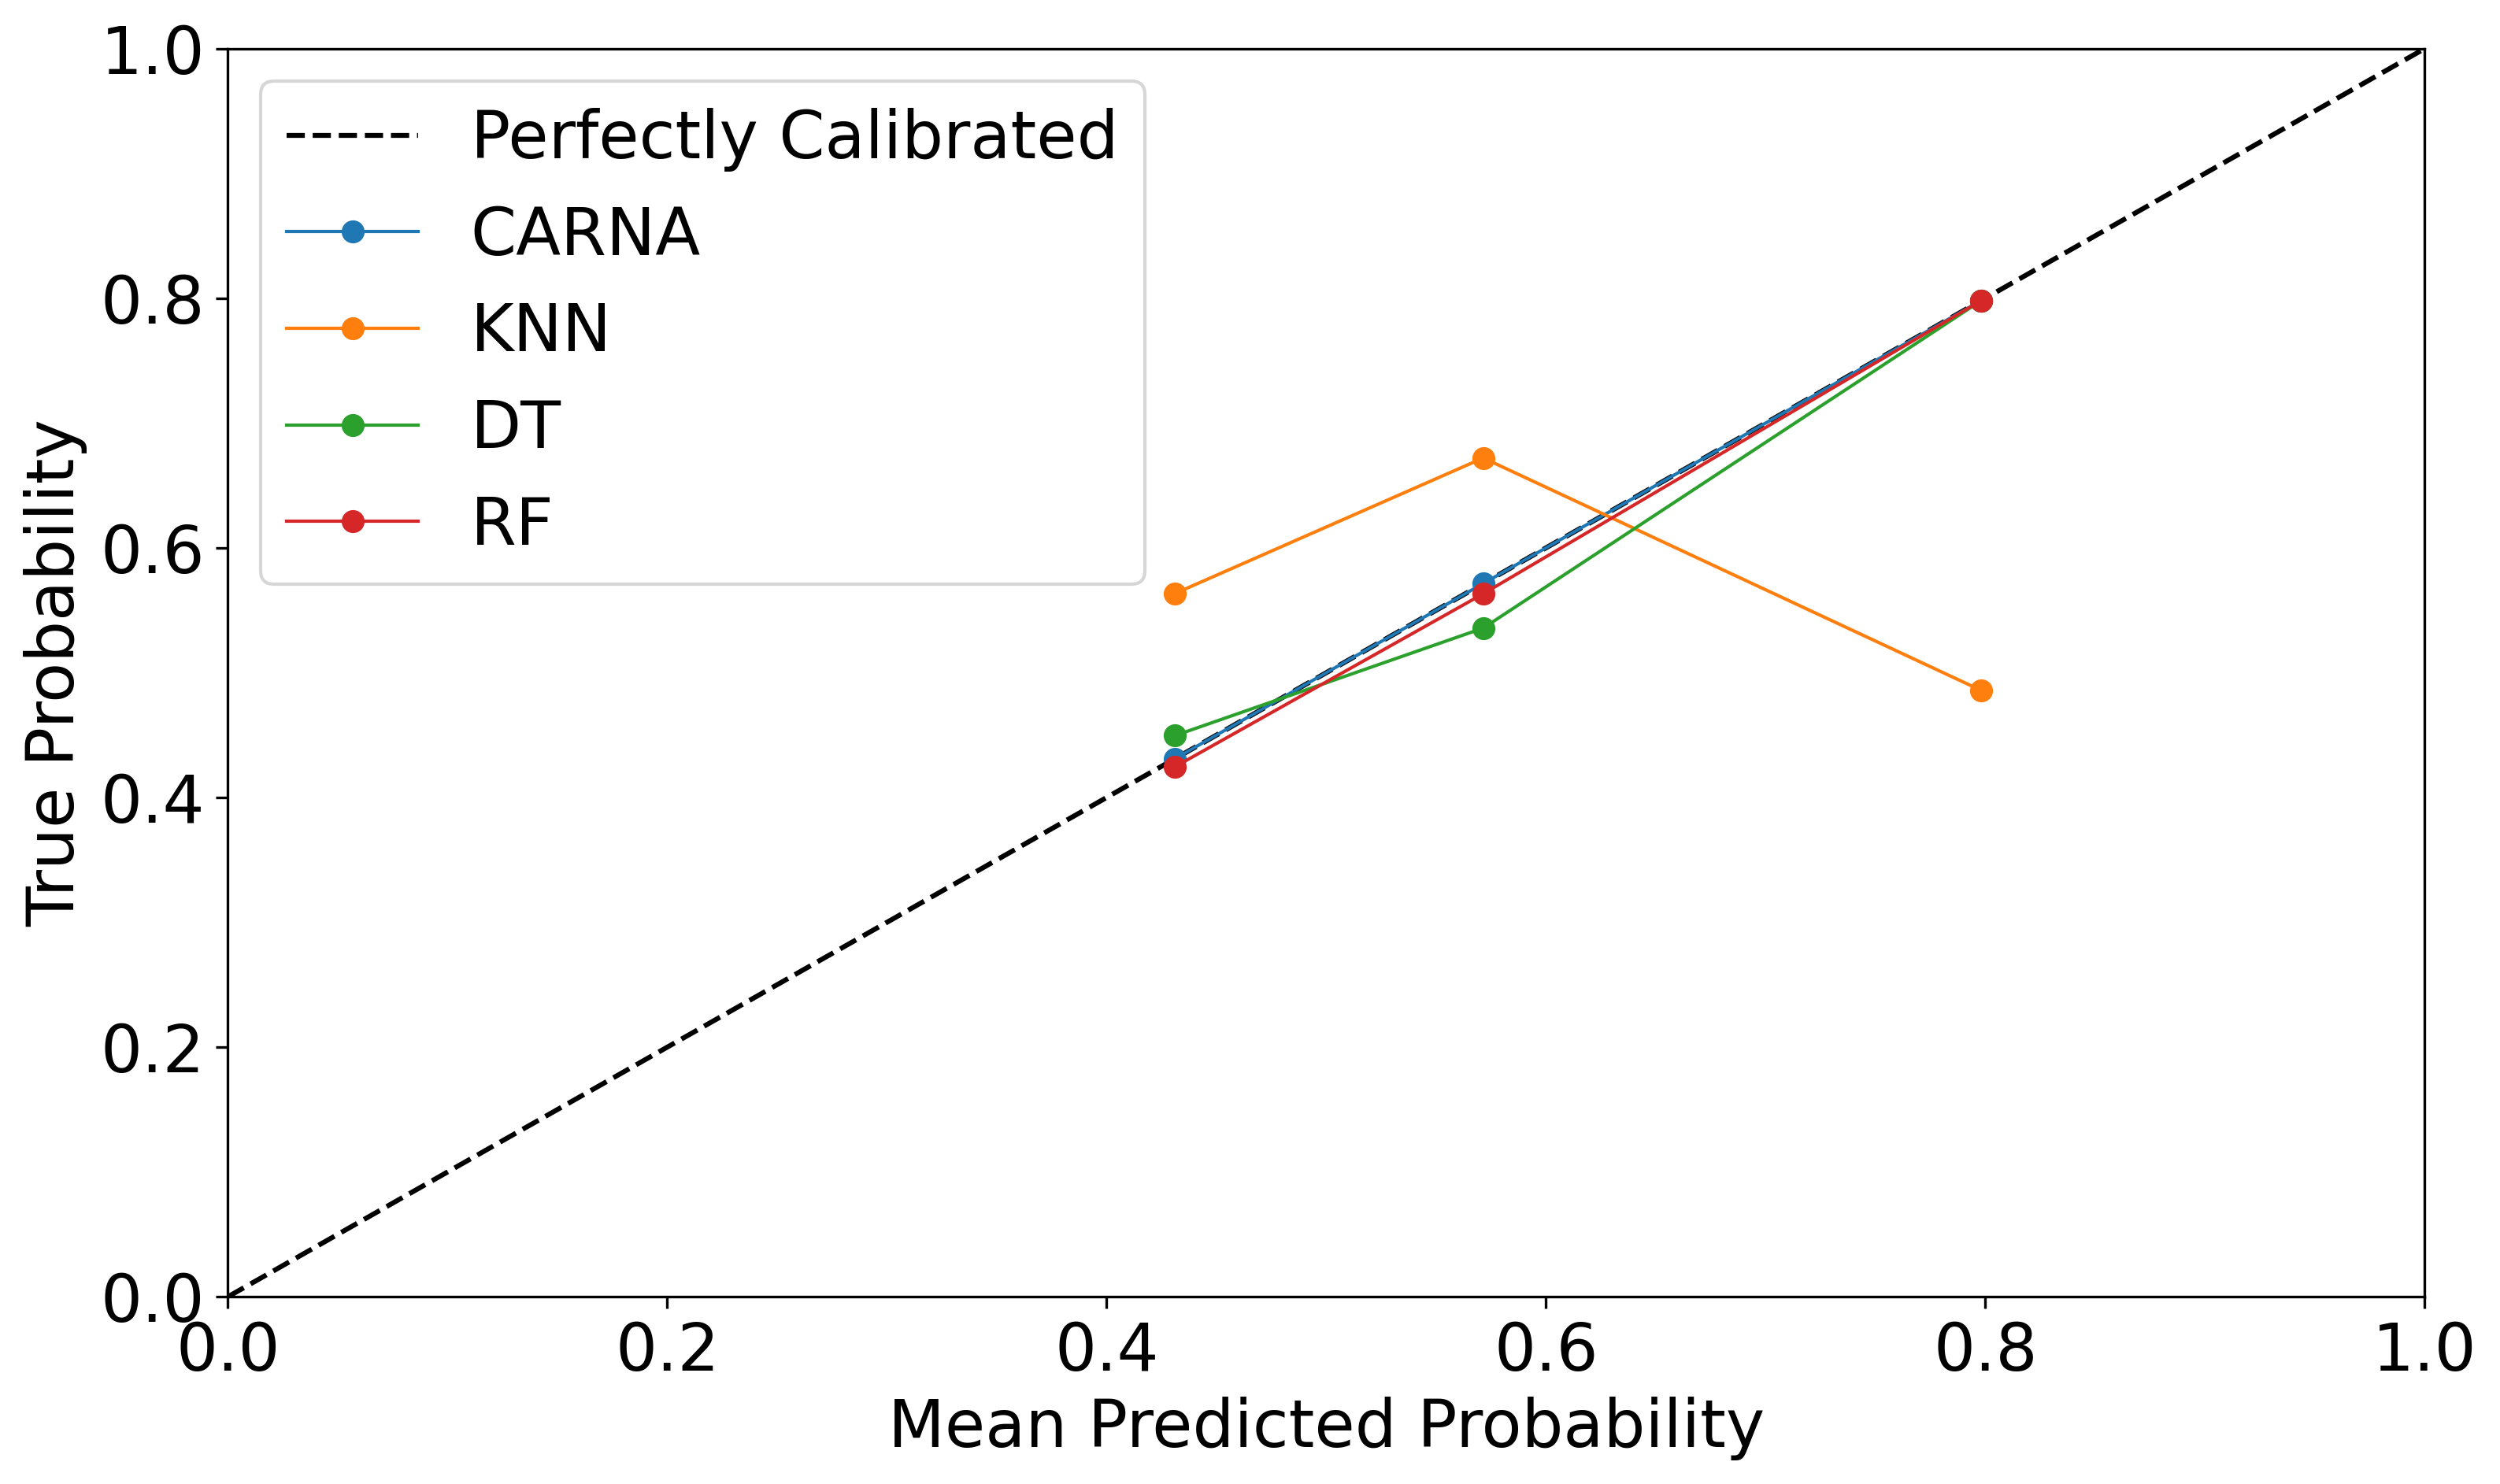 1.0
0.8
0.6
0.4
0.2
0.0
True Probability
Perfectly Calibrated
CARNA
KNN
DT
RF
0.0 0.2 0.4 0.6 0.8 1.0
Mean Predicted Probability